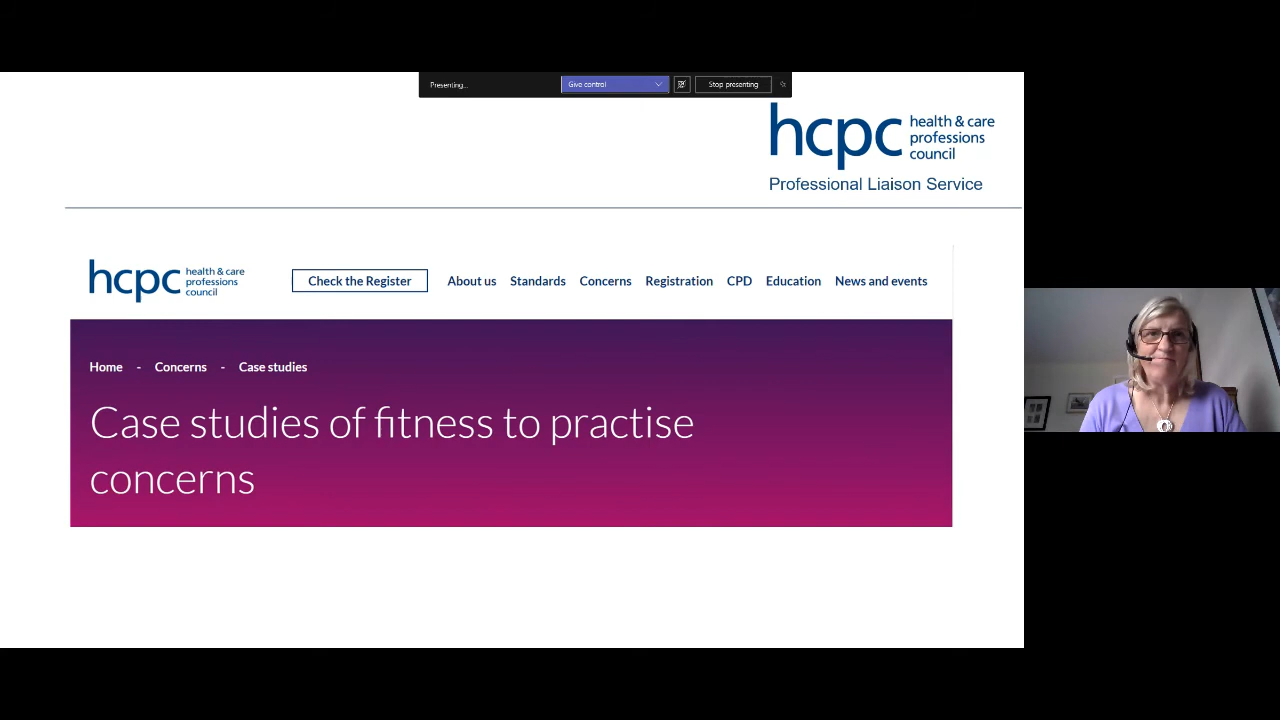 Presenting...
Give control
Stop presenting
hcpc
health & care
professions
council
Professional Liaison Service
hcpc
health & care
professions
council
Check the Register
About us
Standards
Concerns
Registration
CPD
Education
News and events
Home - Concerns - Case studies
Case studies of fitness to practise
concerns